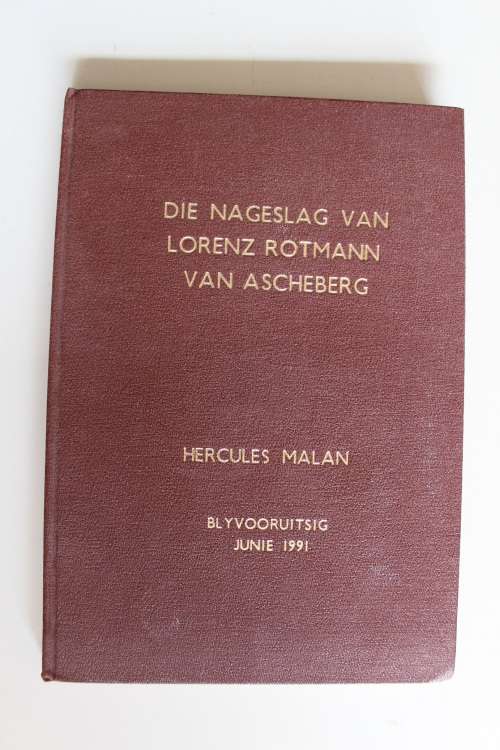 DIE NAGESLAG VAN
LORENZ ROTMANN
VAN ASCHEBERG
HERCULES MALAN
BLYVOORUITSIG
JUNIE 1991